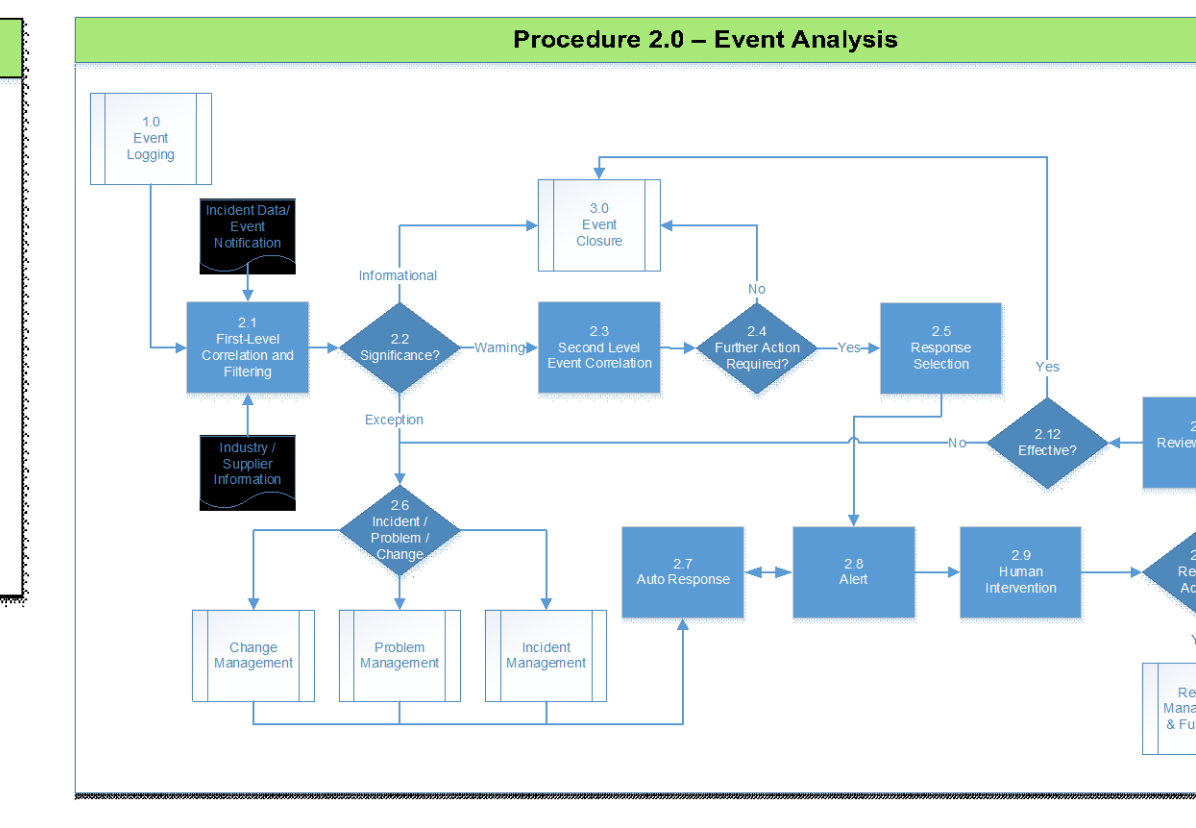 Procedure 2.0 – Event Analysis
1.0
Event
Logging
Incident Data/
Event
Notification
3.0
Event
Closure
Informational
No
2.1
First-Level
Correlation and
Filtering
2.2
Significance?
Warning
2.3
Second Level
Event Correlation
2.4
Further Action
Required?
Yes
2.5
Response
Selection
Yes
Exception
Industry /
Supplier
Information
No
2.12
Effective?
Review
2.6
Incident /
Problem /
Change
2.7
Auto Response
2.8
Alert
2.9
Human
Intervention
Change
Management
Problem
Management
Incident
Management
&